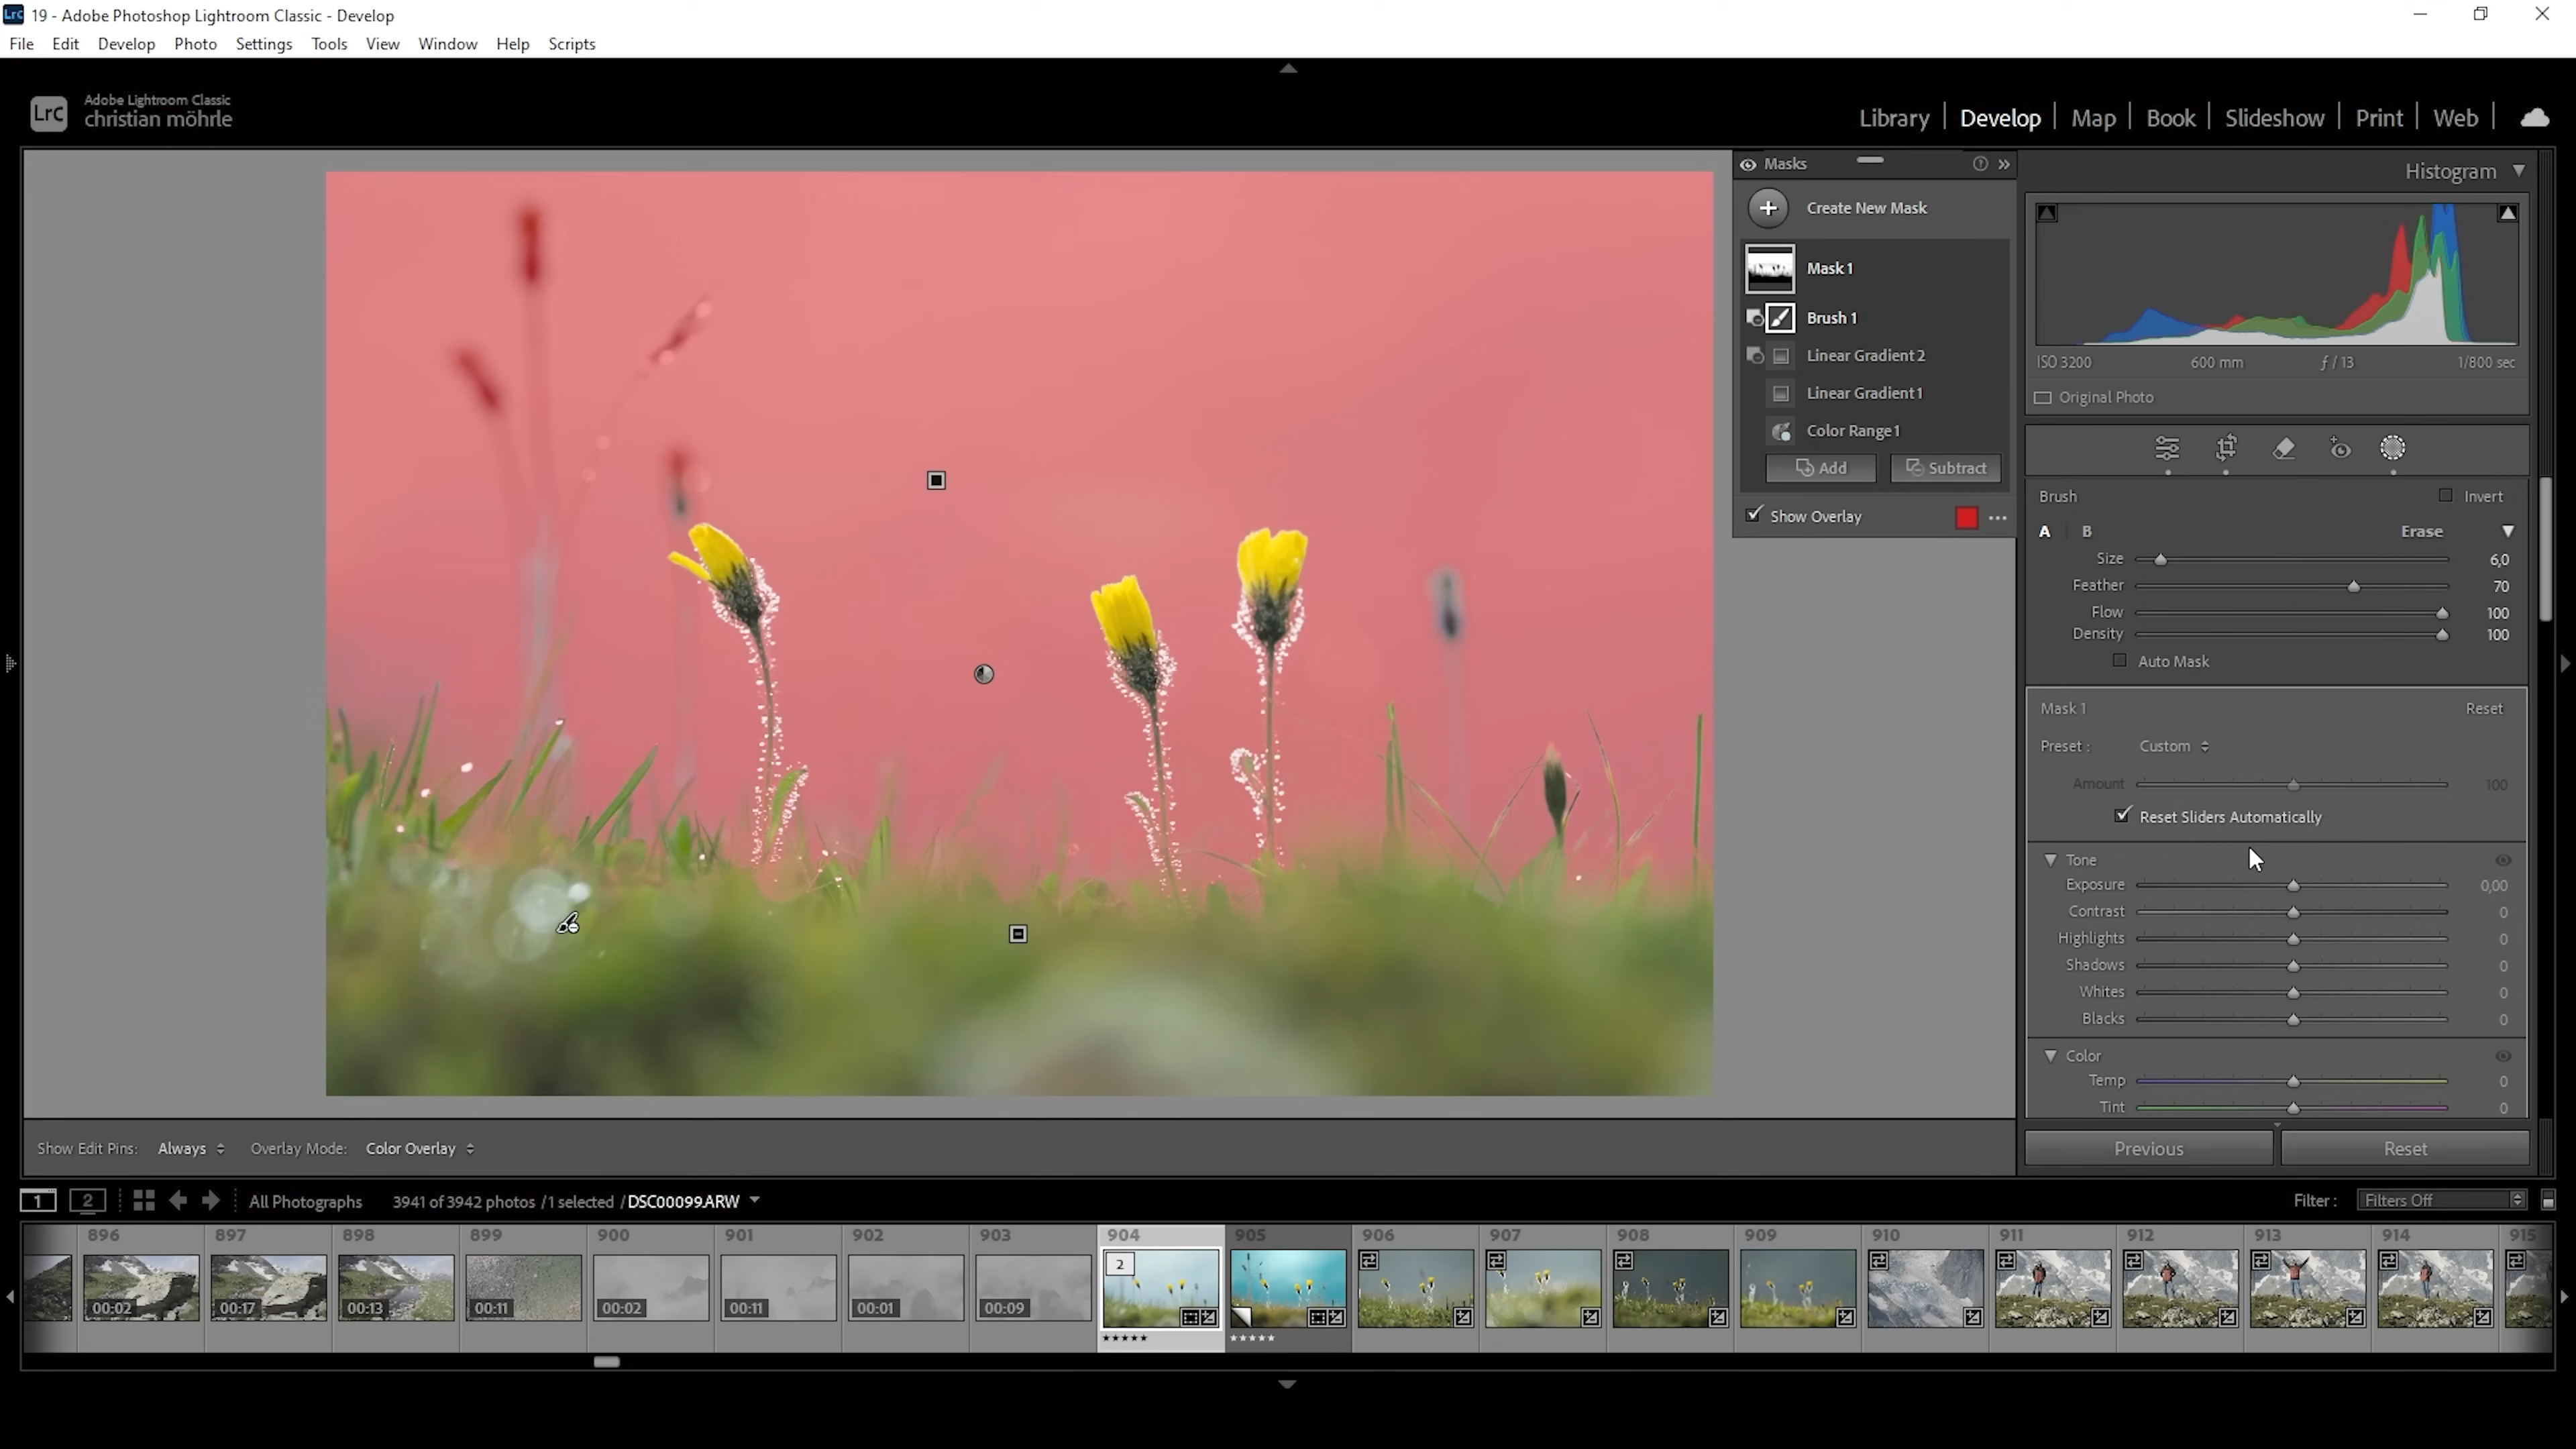 Lrc 19 - Adobe Photoshop Lightroom Classic - Develop
File Edit Develop Photo Settings Tools View Window Help Scripts
Lrc Adobe Lightroom Classic
christian möhrle
Library Develop Map Book Slideshow Print Web
Masks
Create New Mask
Mask 1
Brush 1
Linear Gradient 2
Linear Gradient 1
Color Range 1
Add Subtract
Show Overlay
Histogram
ISO 3200 600 mm ƒ / 13 1/800 sec
Original Photo
Brush Invert
A B Erase
Size 6,0
Feather 70
Flow 100
Density 100
Auto Mask
Mask 1 Reset
Preset : Custom
Amount 100
Reset Sliders Automatically
Tone
Exposure 0,00
Contrast 0
Highlights 0
Shadows 0
Whites 0
Blacks 0
Color
Temp 0
Tint 0
Previous Reset
Show Edit Pins: Always Overlay Mode: Color Overlay
1 2 All Photographs 3941 of 3942 photos / 1 selected / DSC00099.ARW Filter : Filters Off
896 897 898 899 900 901 902 903 904 905 906 907 908 909 910 911 912 913 914 915
2
00:02 00:17 00:13 00:11 00:02 00:11 00:01 00:09